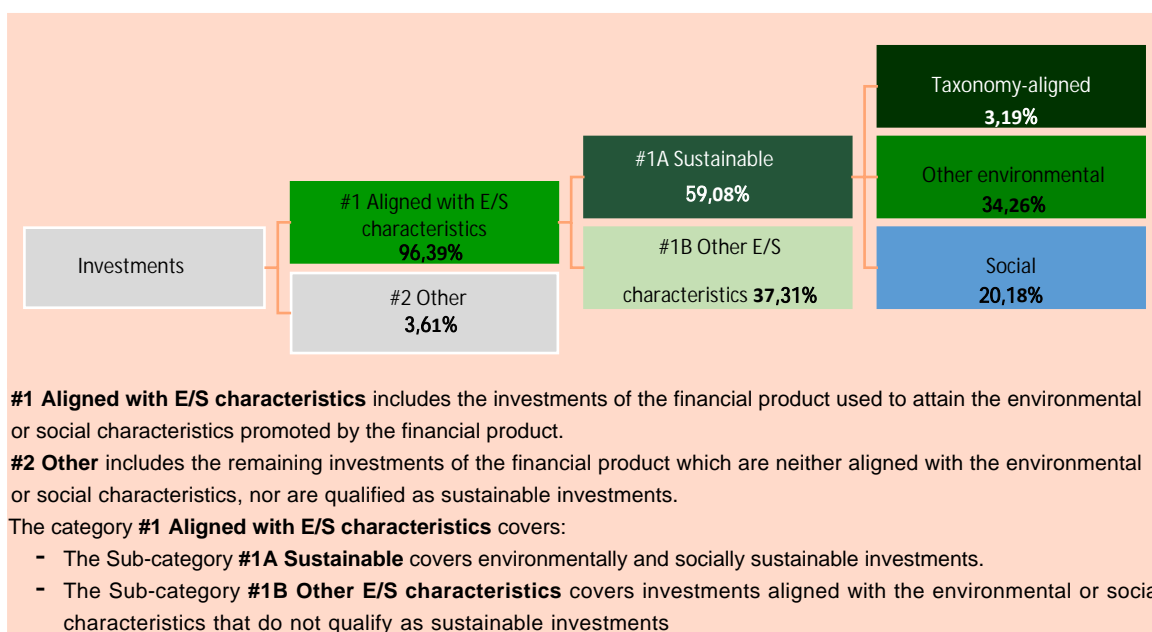 Taxonomy-aligned
3,19%
#1A Sustainable
59,08%
Other environmental
34,26%
#1 Aligned with E/S
characteristics
96,39%
Investments
#1B Other E/S
characteristics 37,31%
Social
20,18%
#2 Other
3,61%
#1 Aligned with E/S characteristics includes the investments of the financial product used to attain the environmental
or social characteristics promoted by the financial product.
#2 Other includes the remaining investments of the financial product which are neither aligned with the environmental
or social characteristics, nor are qualified as sustainable investments.
The category #1 Aligned with E/S characteristics covers:
- The Sub-category #1A Sustainable covers environmentally and socially sustainable investments.
- The Sub-category #1B Other E/S characteristics covers investments aligned with the environmental or socia
characteristics that do not qualify as sustainable investments